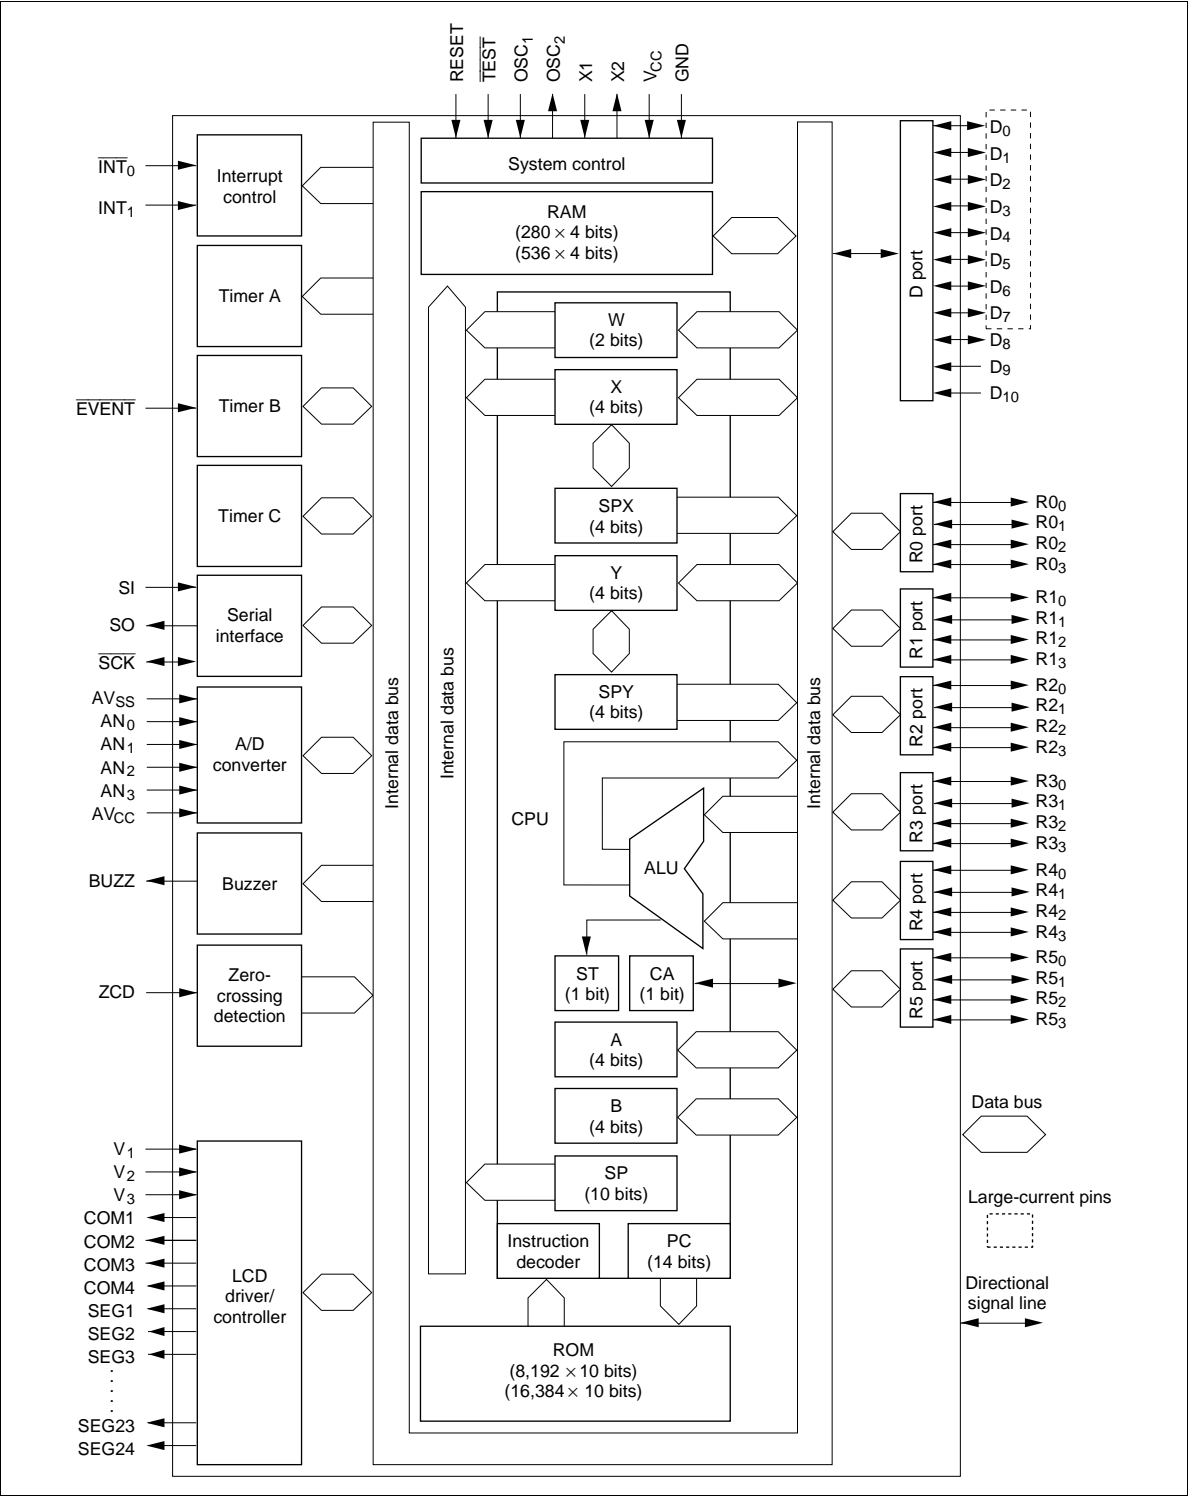 RESET
TEST
OSC1
OSC2
X1
X2
VCC
GND
INT0
INT1
Interrupt
control
Timer A
EVENT
Timer B
Timer C
SI
SO
SCK
Serial
interface
AVSS
AN0
AN1
AN2
AN3
AVCC
A/D
converter
BUZZ
Buzzer
ZCD
Zero-
crossing
detection
V1
V2
V3
COM1
COM2
COM3
COM4
SEG1
SEG2
SEG3
SEG23
SEG24
LCD
driver/
controller
Internal data bus
Internal data bus
System control
RAM
(280 × 4 bits)
(536 × 4 bits)
W
(2 bits)
X
(4 bits)
SPX
(4 bits)
Y
(4 bits)
SPY
(4 bits)
CPU
ALU
ST
(1 bit)
CA
(1 bit)
A
(4 bits)
B
(4 bits)
SP
(10 bits)
Instruction
decoder
PC
(14 bits)
ROM
(8,192 × 10 bits)
(16,384 × 10 bits)
Internal data bus
D port
D0
D1
D2
D3
D4
D5
D6
D7
D8
D9
D10
R0 port
R00
R01
R02
R03
R1 port
R10
R11
R12
R13
R2 port
R20
R21
R22
R23
R3 port
R30
R31
R32
R33
R4 port
R40
R41
R42
R43
R5 port
R50
R51
R52
R53
Data bus
Large-current pins
Directional
signal line